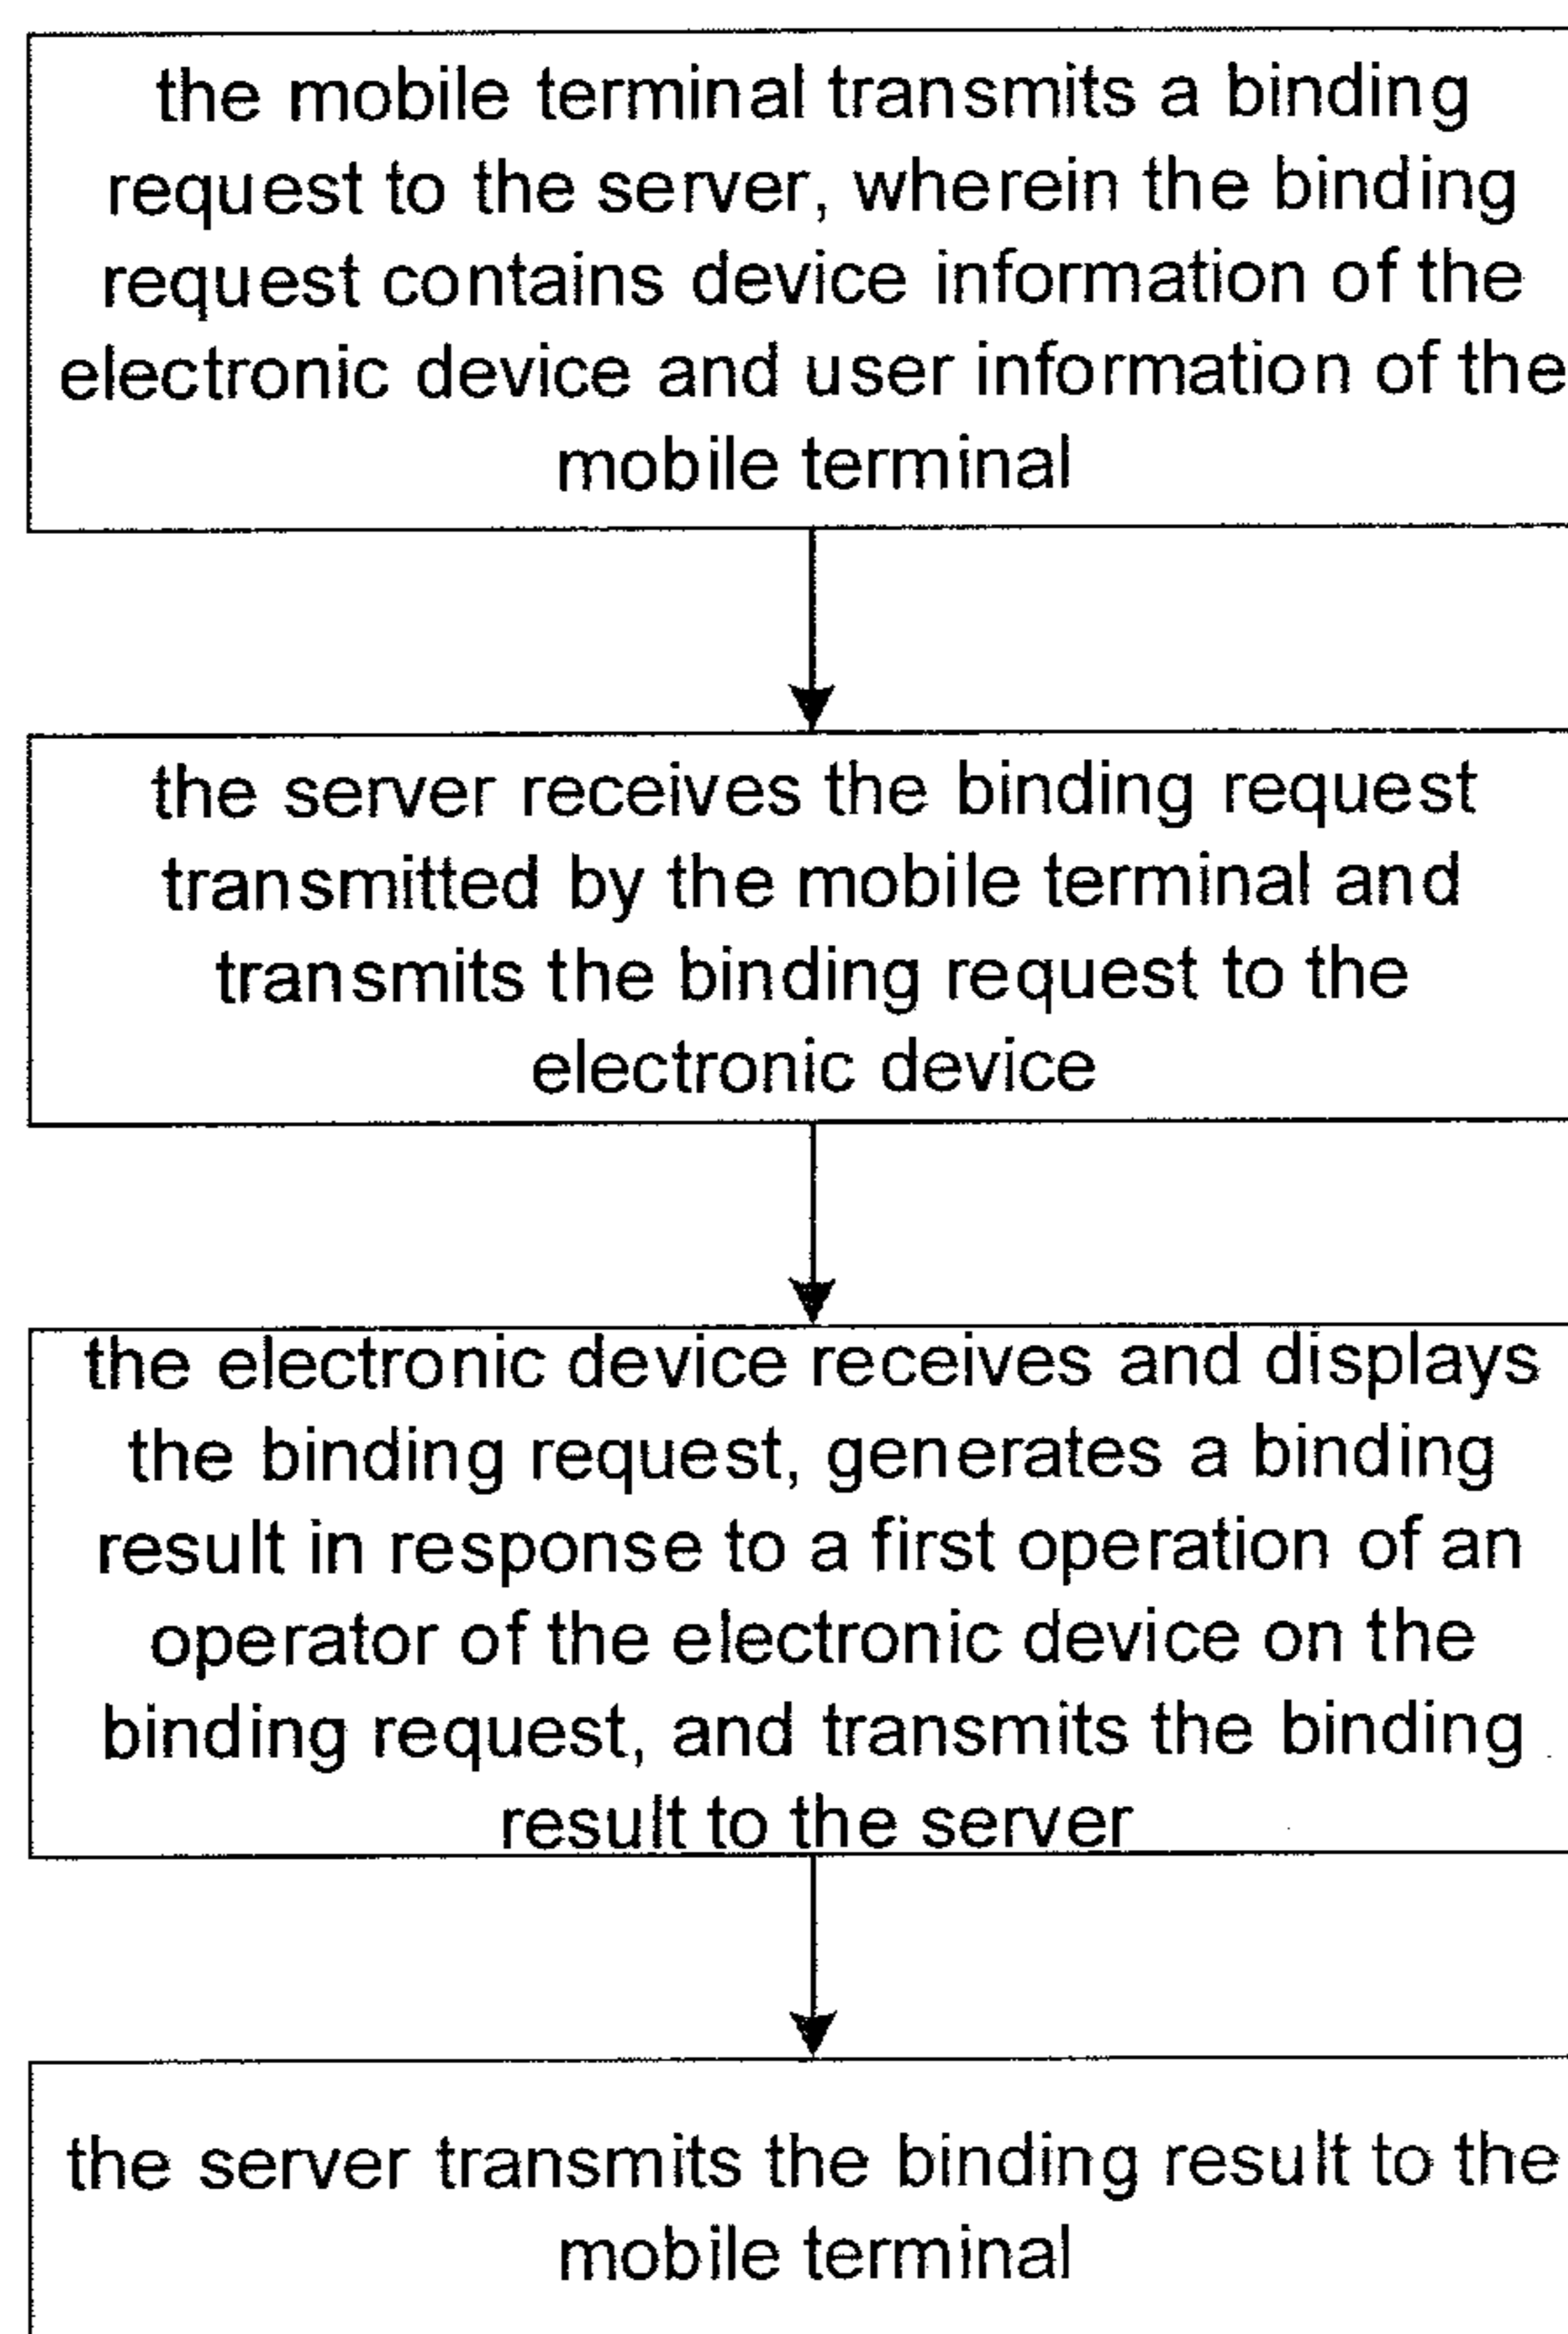 the mobile terminal transmits a binding
request to the server, wherein the binding
request contains device information of the
electronic device and user information of the
mobile terminal
the server receives the binding request
transmitted by the mobile terminal and
transmits the binding request to the
electronic device
the electronic device receives and displays
the binding request, generates a binding
result in response to a first operation of an
operator of the electronic device on the
binding request, and transmits the binding
result to the server
the server transmits the binding result to the
mobile terminal